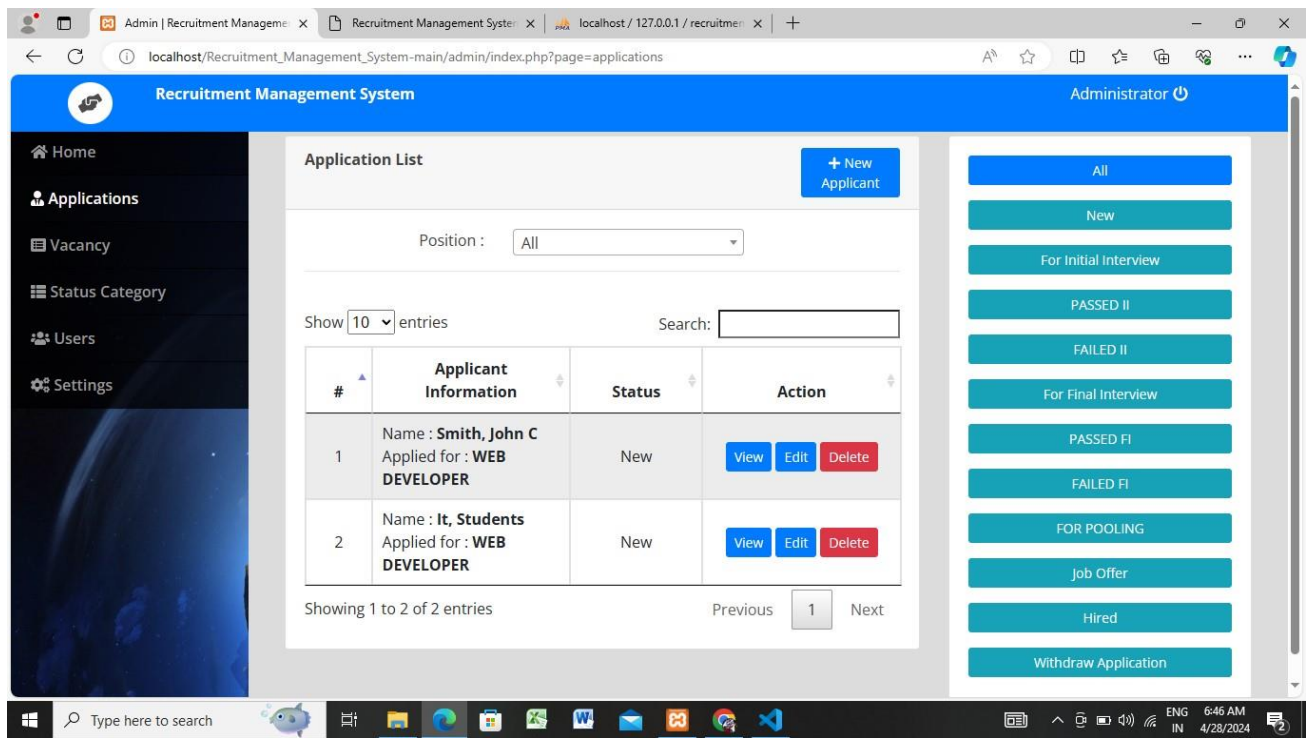 Admin | Recruitment Manageme
Recruitment Management Syster
localhost / 127.0.0.1 / recruitmen
localhost/Recruitment_Management_System-main/admin/index.php?page=applications
Recruitment Management System
Administrator
Home
Applications
Vacancy
Status Category
Users
Settings
Application List
+ New
Applicant
Position :
All
Show 10 entries
Search:
# Applicant Information Status Action
1 Name : Smith, John C
Applied for : WEB
DEVELOPER
New
View Edit Delete
2 Name : It, Students
Applied for : WEB
DEVELOPER
New
View Edit Delete
Showing 1 to 2 of 2 entries
Previous 1 Next
All
New
For Initial Interview
PASSED II
FAILED II
For Final Interview
PASSED FI
FAILED FI
FOR POOLING
Job Offer
Hired
Withdraw Application
Type here to search
ENG
IN
6:46 AM
4/28/2024
2